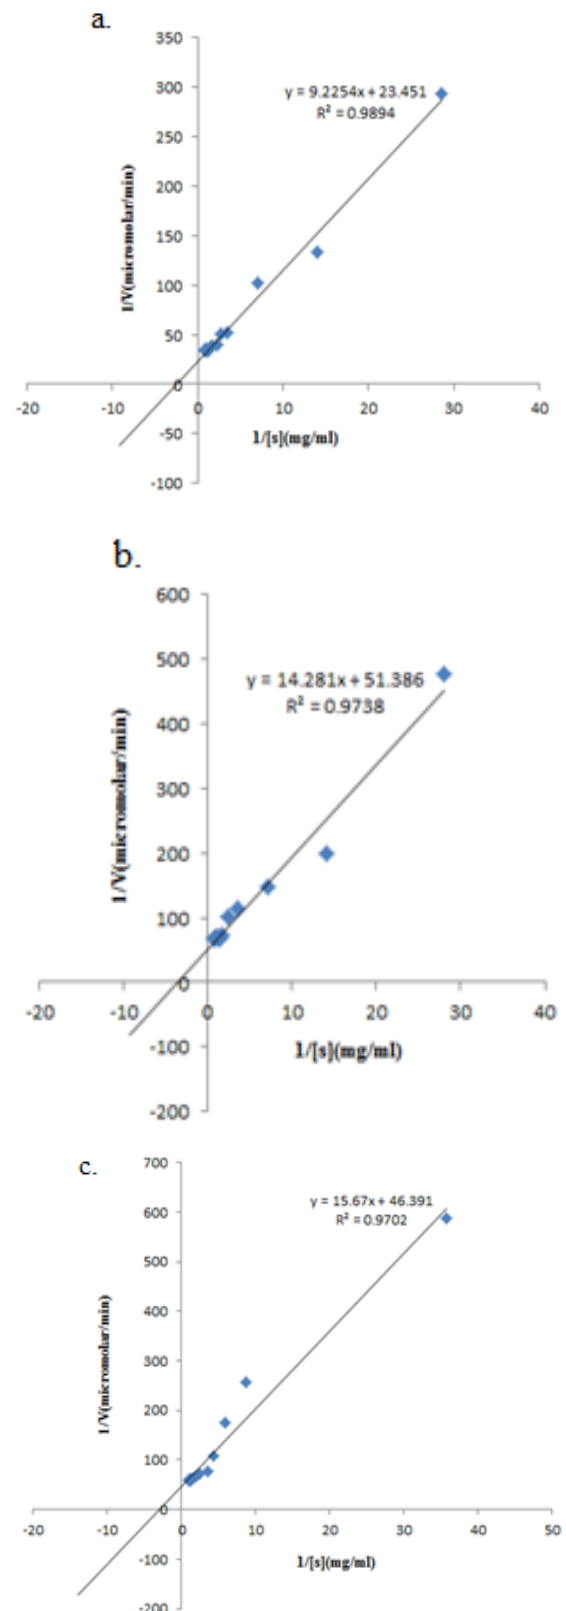 a.
350
y = 9.2254x + 23.451
300
R² = 0.9894
250
200
150
100
50
0
-20 -10 0 10 20 30 40
-50
-100
1/V(micromolar/min)
1/[s](mg/ml)
b.
600
500
y = 14.281x + 51.386
R² = 0.9738
400
300
200
100
0
-20 -10 0 10 20 30 40
-100
-200
1/V(micromolar/min)
1/[s](mg/ml)
c.
700
y = 15.67x + 46.391
600
R² = 0.9702
500
400
300
200
100
0
-20 -10 0 10 20 30 40 50
-100
-200
1/V(micromolar/min)
1/[s](mg/ml)